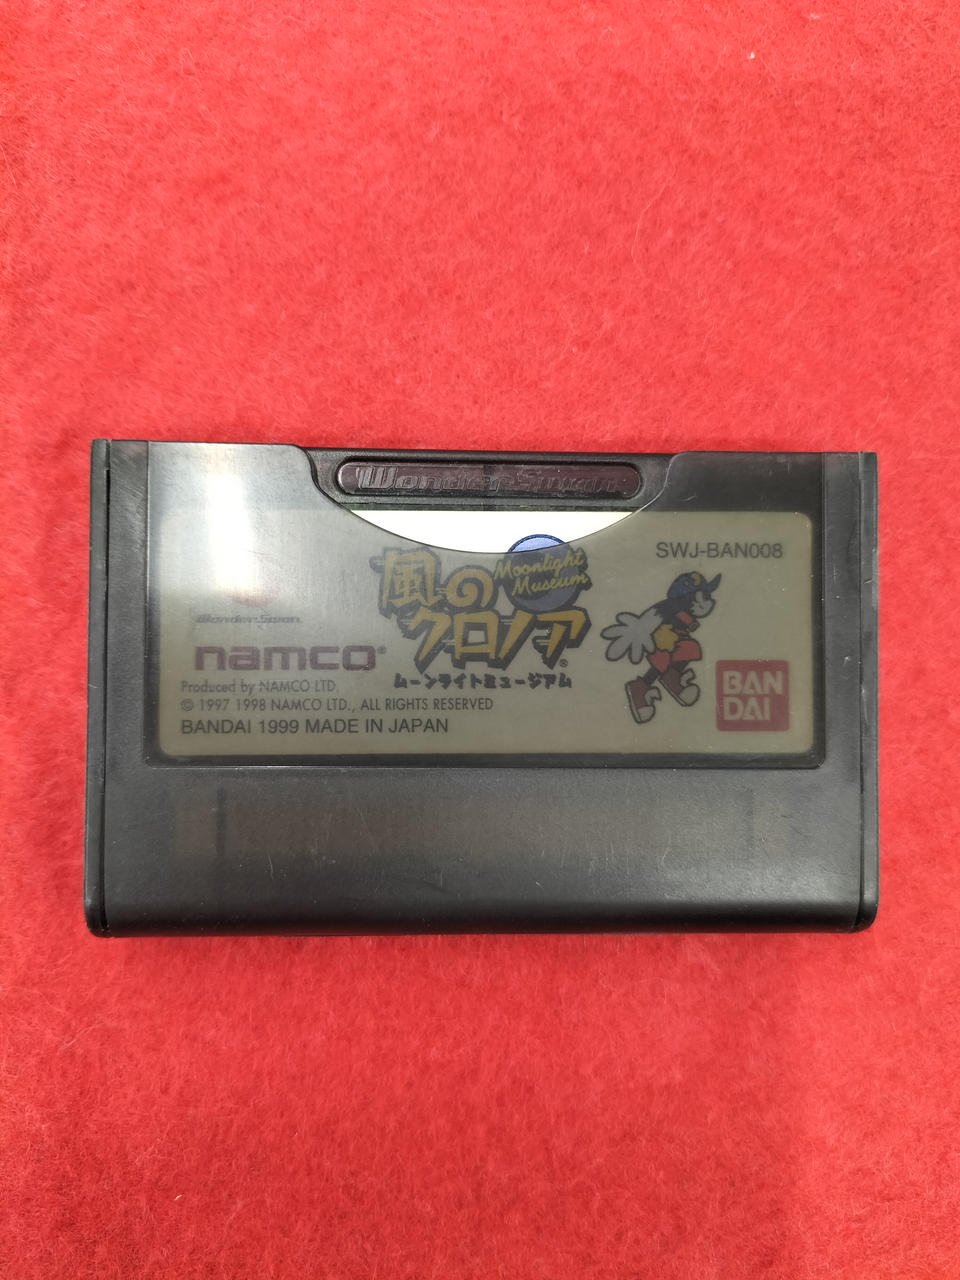 WonderSwan
SWJ-BAN008
Moonlight
Museum
風の
クロノア®
ムーンライトミュージアム
WonderSwan
namco®
Produced by NAMCO LTD.
© 1997 1998 NAMCO LTD., ALL RIGHTS RESERVED
BANDAI 1999 MADE IN JAPAN
BAN
DAI